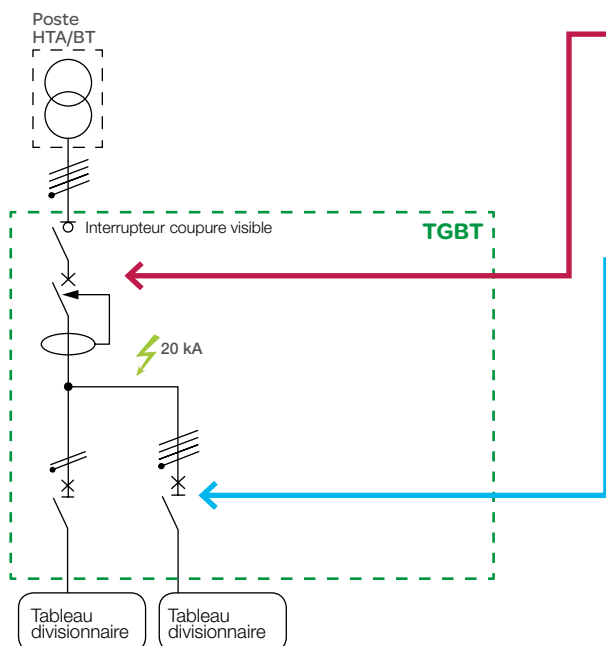 Poste
HTA/BT
Interrupteur coupure visible
TGBT
20 kA
Tableau
divisionnaire
Tableau
divisionnaire